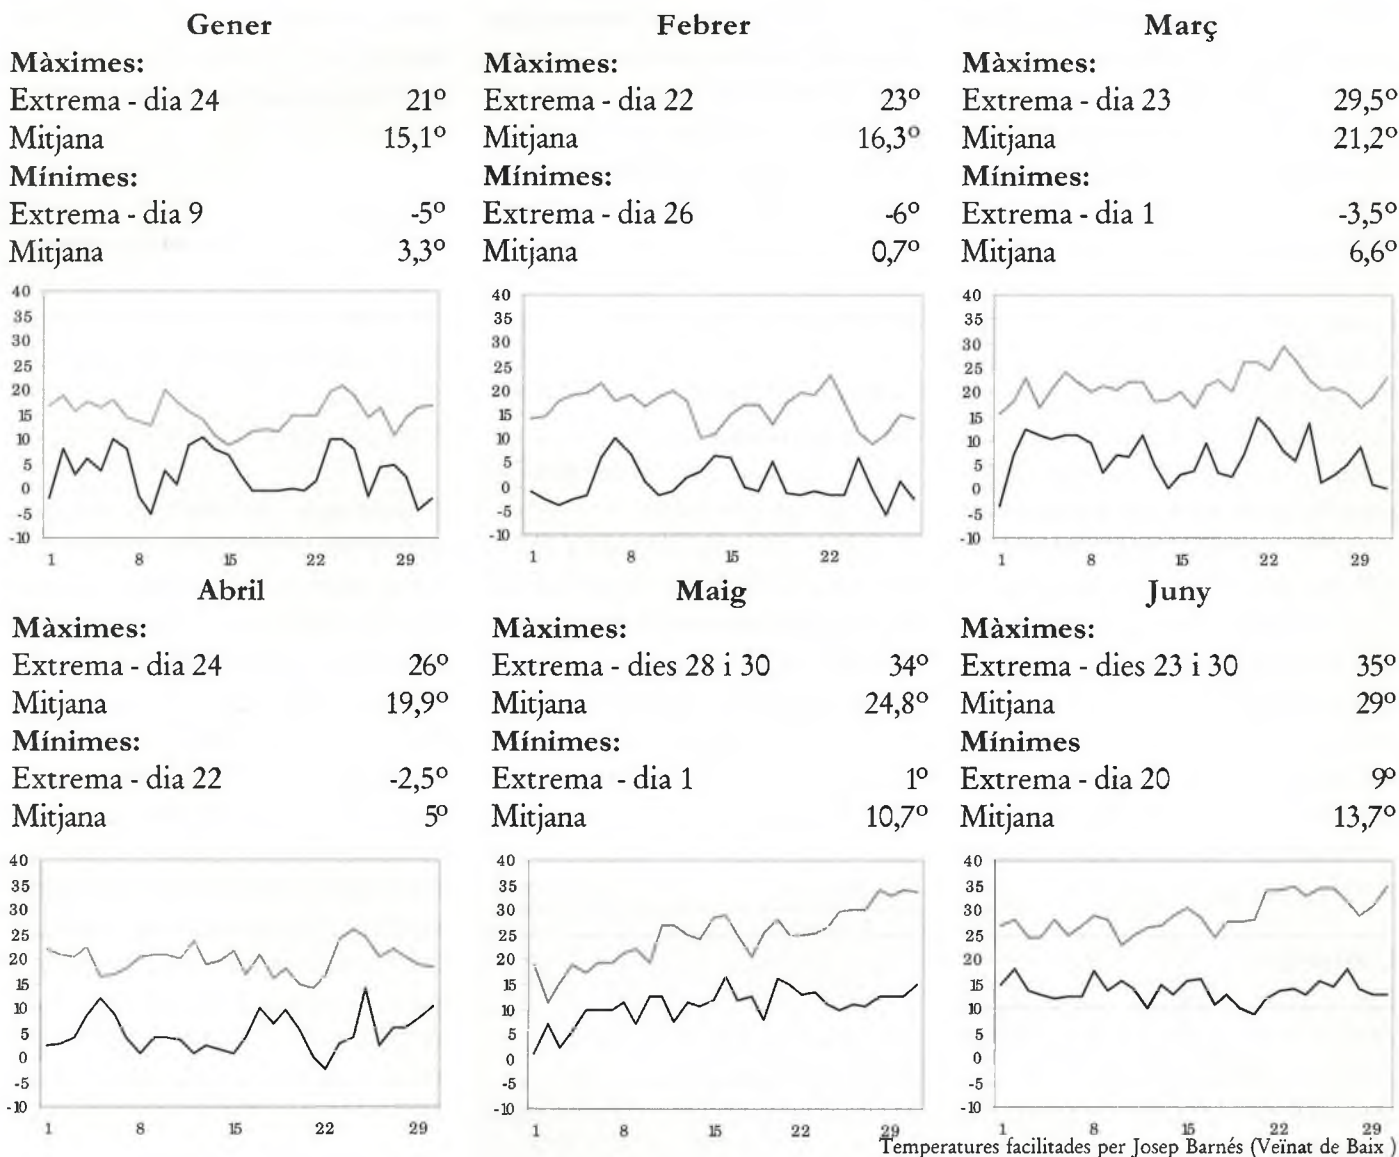 Gener
Màximes:
Extrema - dia 24 21º
Mitjana 15,1º
Mínimes:
Extrema - dia 9 -5º
Mitjana 3,3º
40
35
30
25
20
15
10
5
0
-5
-10
1 8 15 22 29
Febrer
Màximes:
Extrema - dia 22 23º
Mitjana 16,3º
Mínimes:
Extrema - dia 26 -6º
Mitjana 0,7º
40
35
30
25
20
15
10
5
0
-5
-10
1 8 15 22
Març
Màximes:
Extrema - dia 23 29,5º
Mitjana 21,2º
Mínimes:
Extrema - dia 1 -3,5º
Mitjana 6,6º
40
35
30
25
20
15
10
5
0
-5
-10
1 8 15 22 29
Abril
Màximes:
Extrema - dia 24 26º
Mitjana 19,9º
Mínimes:
Extrema - dia 22 -2,5º
Mitjana 5º
40
35
30
25
20
15
10
5
0
-5
-10
1 8 15 22 29
Maig
Màximes:
Extrema - dies 28 i 30 34º
Mitjana 24,8º
Mínimes:
Extrema - dia 1 1º
Mitjana 10,7º
40
35
30
25
20
15
10
5
0
-5
-10
1 8 15 22 29
Juny
Màximes:
Extrema - dies 23 i 30 35º
Mitjana 29º
Mínimes
Extrema - dia 20 9º
Mitjana 13,7º
40
35
30
25
20
15
10
5
0
-5
-10
1 8 15 22 29
Temperatures facilitades per Josep Barnés (Veïnat de Baix )